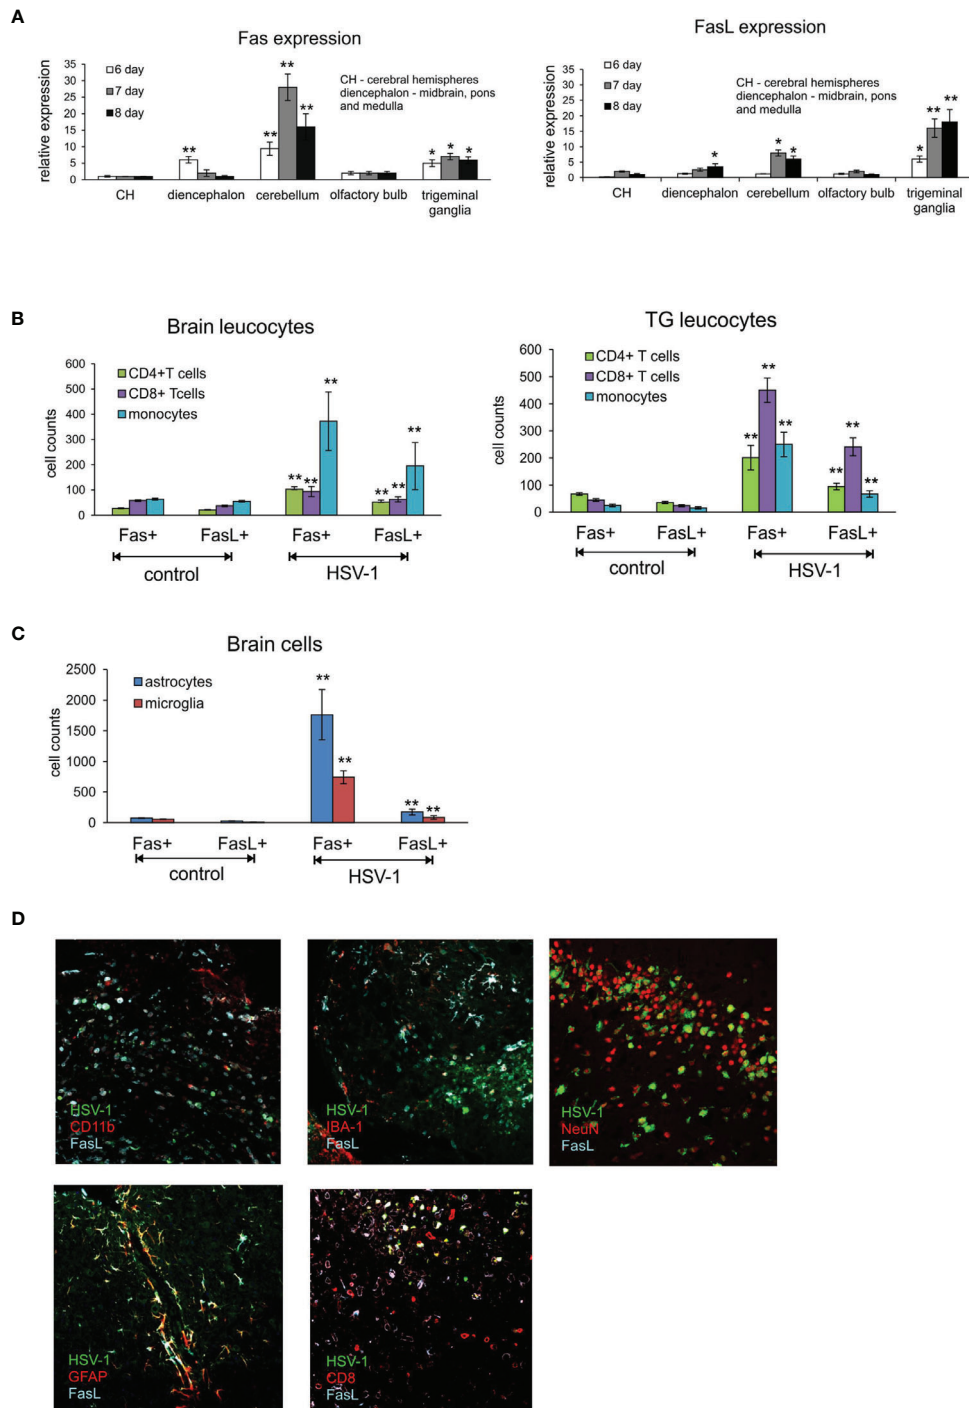 A
Fas expression
relative expression
35
30
25
20
15
10
5
0
6 day
7 day
8 day
CH - cerebral hemispheres
diencephalon - midbrain, pons
and medulla
**
**
**
**
*
*
*
CH
diencephalon
cerebellum
olfactory bulb
trigeminal
ganglia
FasL expression
relative expression
35
30
25
20
15
10
5
0
6 day
7 day
8 day
CH - cerebral hemispheres
diencephalon - midbrain, pons
and medulla
*
*
*
*
**
**
CH
diencephalon
cerebellum
olfactory bulb
trigeminal
ganglia
B
Brain leucocytes
cell counts
600
500
400
300
200
100
0
CD4+T cells
CD8+ Tcells
monocytes
**
**
**
**
**
**
Fas+
FasL+
Fas+
FasL+
control
HSV-1
TG leucocytes
cell counts
600
500
400
300
200
100
0
CD4+ T cells
CD8+ T cells
monocytes
**
**
**
**
**
**
Fas+
FasL+
Fas+
FasL+
control
HSV-1
C
Brain cells
cell counts
2500
2000
1500
1000
500
0
astrocytes
microglia
**
**
**
**
Fas+
FasL+
Fas+
FasL+
control
HSV-1
D
HSV-1
CD11b
FasL
HSV-1
IBA-1
FasL
HSV-1
NeuN
FasL
HSV-1
GFAP
FasL
HSV-1
CD8
FasL